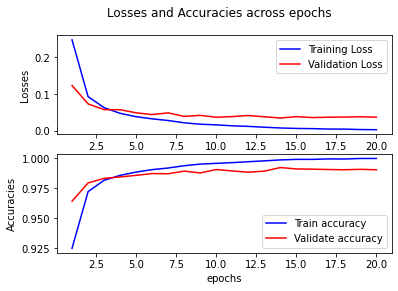 Losses and Accuracies across epochs
Losses
0.2
0.1
0.0
Training Loss
Validation Loss
2.5 5.0 7.5 10.0 12.5 15.0 17.5 20.0
Accuracies
1.000
0.975
0.950
0.925
Train accuracy
Validate accuracy
2.5 5.0 7.5 10.0 12.5 15.0 17.5 20.0
epochs